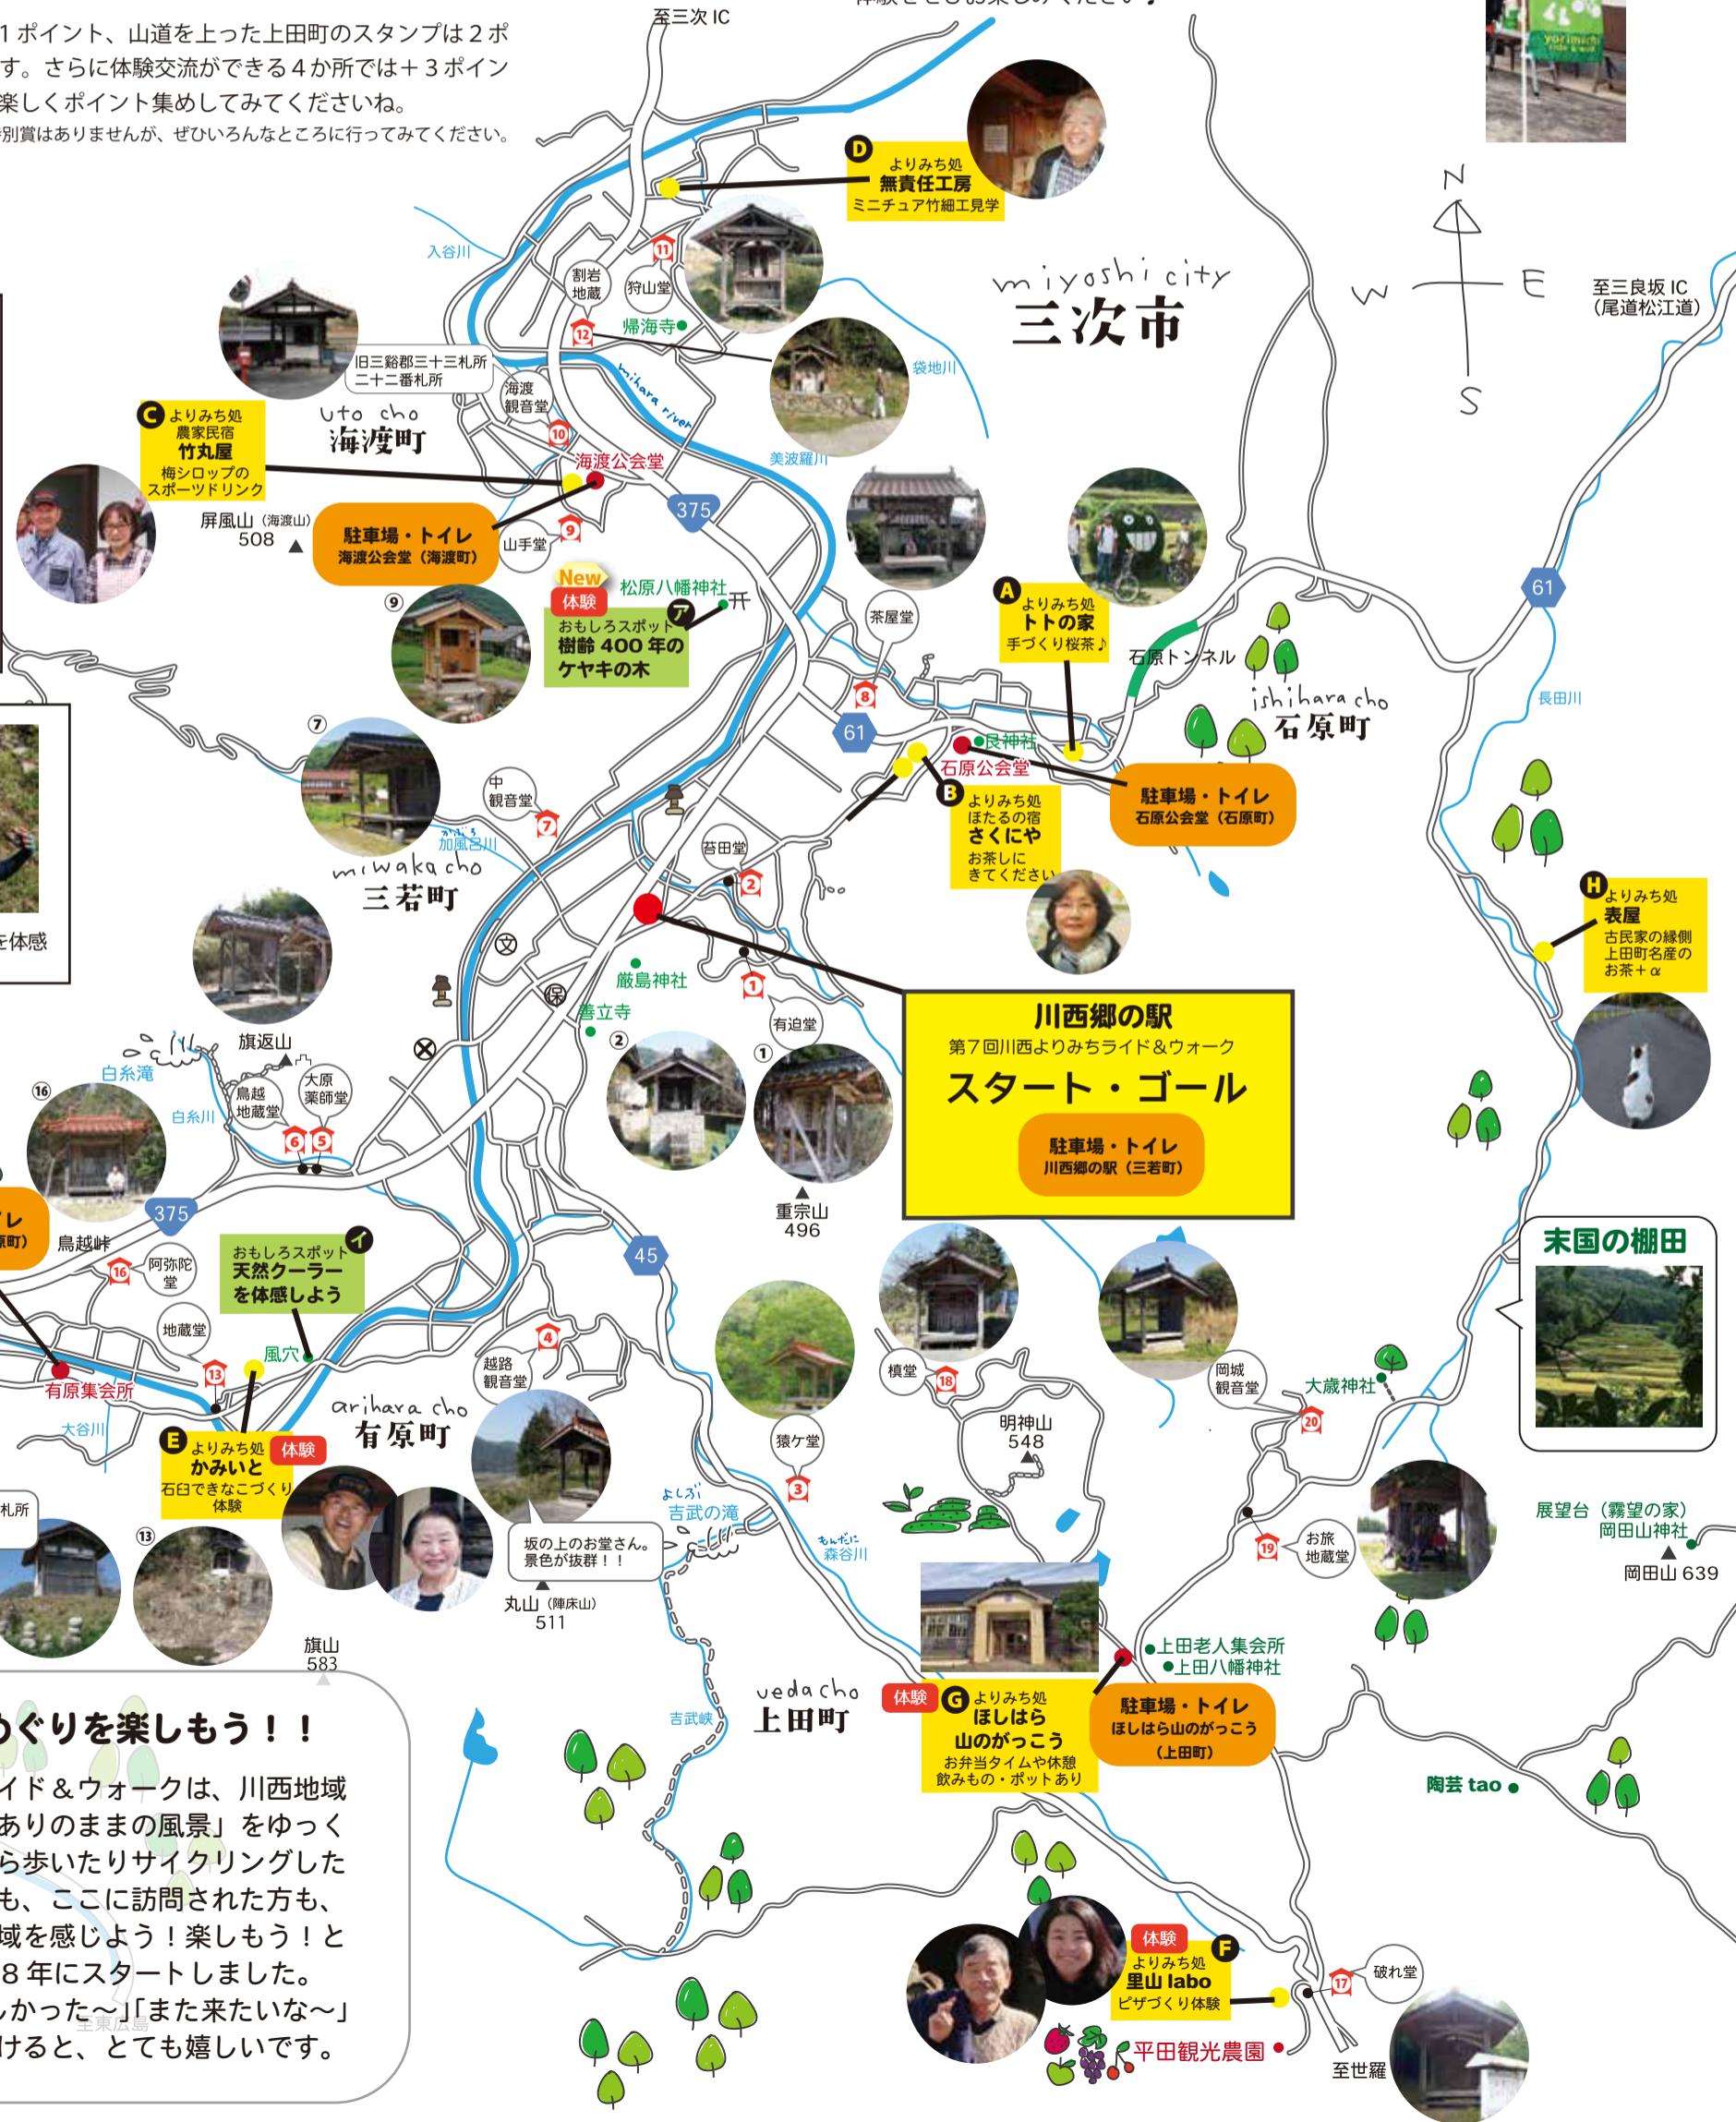 至三次 IC
1 ポイント、山道を上った上田町のスタンプは 2 ポ
す。さらに体験交流ができる 4 か所では＋ 3 ポイン
楽しくポイント集めしてみてくださいね。
別賞はありませんが、ぜひいろんなところに行ってみてください。
yorimichi
D
よりみち処
無責任工房
ミニチュア竹細工見学
N
W
E
S
miyoshi city
三次市
至三良坂 IC
（尾道松江道）
入谷川
割岩
地蔵
11
狩山堂
12
帰海寺
袋地川
旧三谿郡三十三札所
二十二番札所
mihara river
海渡
観音堂
10
uto cho
海渡町
C
よりみち処
農家民宿
竹丸屋
梅シロップの
スポーツドリンク
海渡公会堂
美波羅川
375
屏風山（海渡山）
508
駐車場・トイレ
海渡公会堂（海渡町）
山手堂
9
New
体験
松原八幡神社
ア
おもしろスポット
樹齢 400 年の
ケヤキの木
⑨
茶屋堂
8
A
よりみち処
トトの家
手づくり桜茶♪
石原トンネル
61
ishihara cho
石原町
長田川
61
艮神社
石原公会堂
駐車場・トイレ
石原公会堂（石原町）
B
よりみち処
ほたるの宿
さくにや
お茶しに
きてください
⑦
中
観音堂
7
加風呂川
miwaka cho
三若町
苔田堂
2
文
保
厳島神社
善立寺
1
有迫堂
②
①
を体感
H
よりみち処
表屋
古民家の縁側
上田町名産の
お茶＋α
川西郷の駅
第７回川西よりみちライド＆ウォーク
スタート・ゴール
駐車場・トイレ
川西郷の駅（三若町）
旗返山
白糸滝
白糸川
鳥越
地蔵堂
大原
薬師堂
6
5
⑯
375
鳥越峠
16
阿弥陀
堂
レ
原町）
重宗山
496
45
イ
おもしろスポット
天然クーラー
を体感しよう
地蔵堂
13
風穴
有原集会所
大谷川
越路
観音堂
4
arihara cho
有原町
E
よりみち処
かみいと
石臼できなこづくり
体験
体験
札所
⑬
坂の上のお堂さん。
景色が抜群！！
丸山（陣床山）
511
旗山
583
猿ケ堂
3
よしぶ
吉武の滝
もんだに
森谷川
吉武峡
槙堂
18
明神山
548
岡城
観音堂
20
大歳神社
末国の棚田
19
お旅
地蔵堂
展望台（霧望の家）
岡田山神社
岡田山 639
上田老人集会所
上田八幡神社
ueda cho
上田町
体験
G
よりみち処
ほしはら
山のがっこう
お弁当タイムや休憩
飲みもの・ポットあり
駐車場・トイレ
ほしはら山のがっこう
（上田町）
陶芸 tao
めぐりを楽しもう！！
イド＆ウォークは、川西地域
ありのままの風景」をゆっく
ら歩いたりサイクリングした
も、ここに訪問された方も、
域を感じよう！楽しもう！と
8 年にスタートしました。
しかった～」「また来たいな～」
けると、とても嬉しいです。
至東広島
体験
F
よりみち処
里山 labo
ピザづくり体験
17
破れ堂
平田観光農園
至世羅